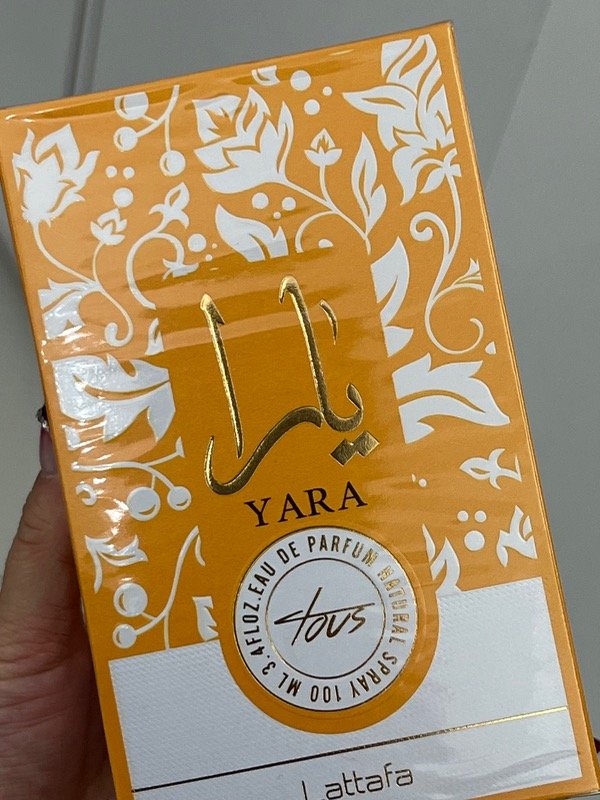 يارا
YARA
3.4FLOZ.EAU DE PARFUM NATURAL SPRAY 100 ML
tous
Lattafa